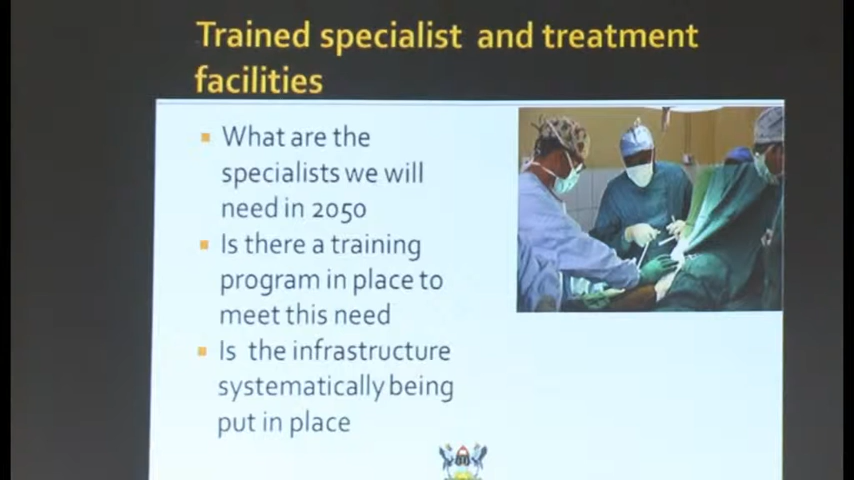 Trained specialist and treatment
facilities
▪ What are the
specialists we will
need in 2050
▪ Is there a training
program in place to
meet this need
▪ Is the infrastructure
systematically being
put in place